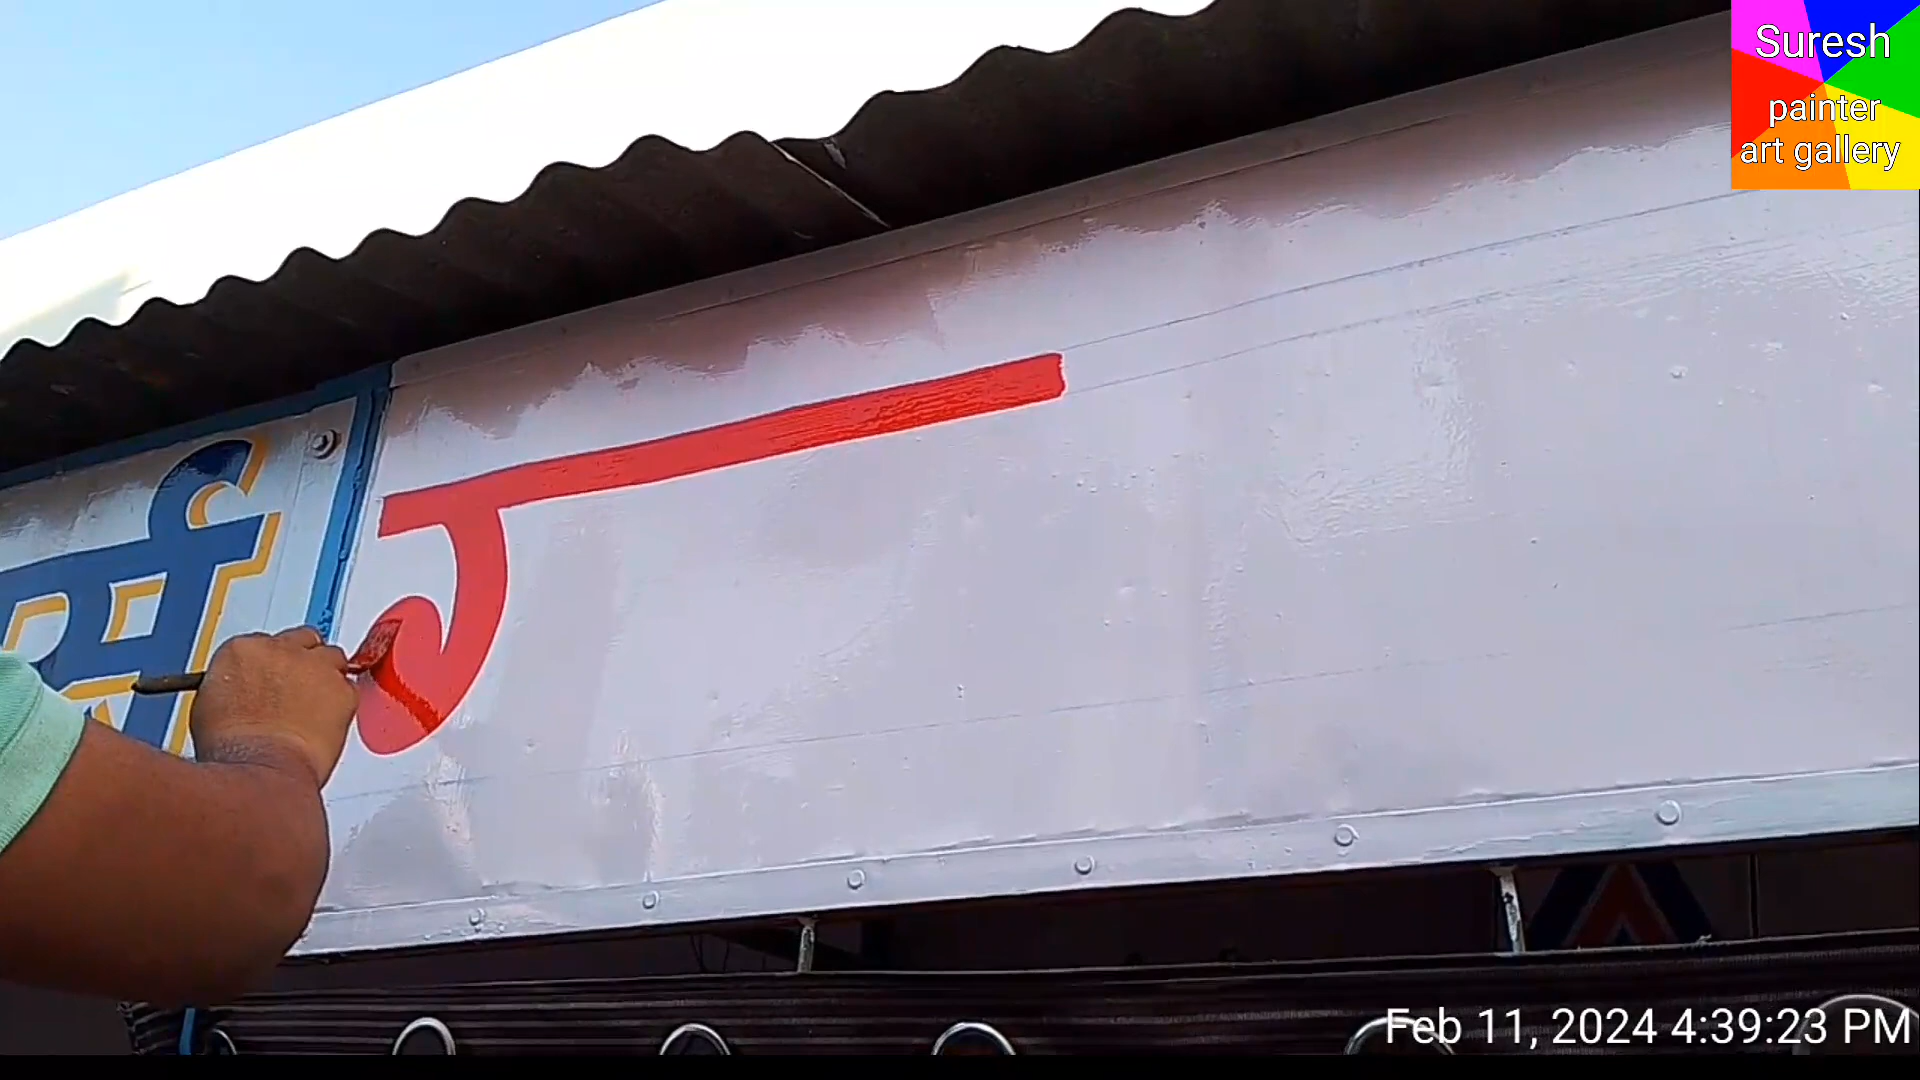 Suresh
painter
art gallery
र्स
Feb 11, 2024 4:39:23 PM